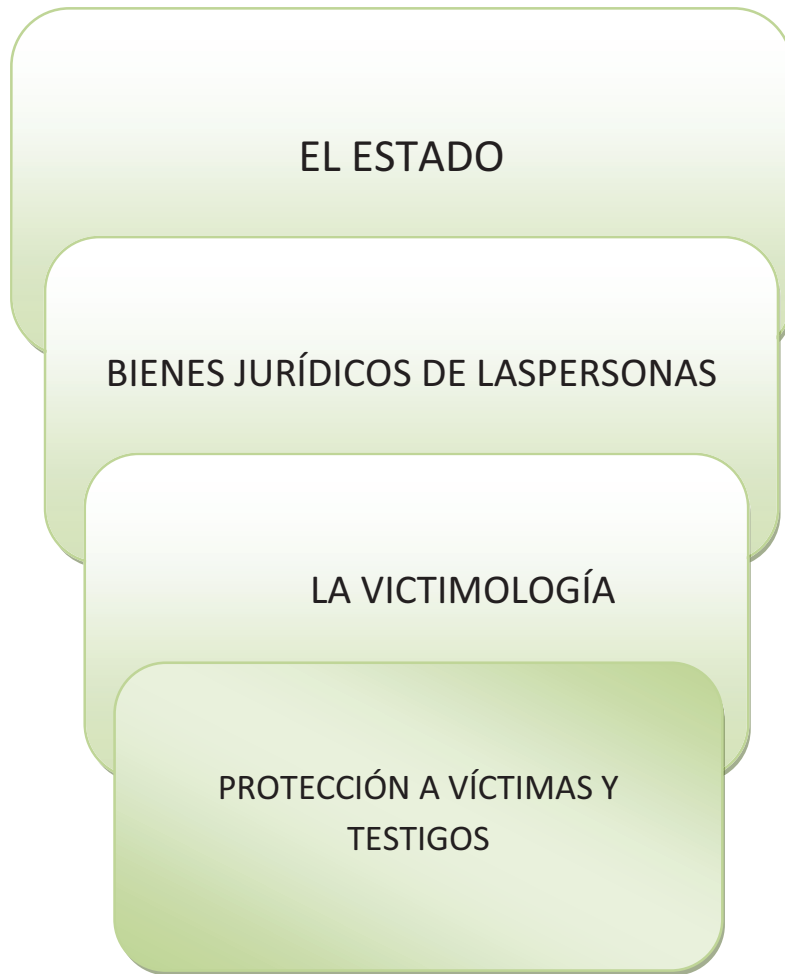 EL ESTADO
BIENES JURÍDICOS DE LASPERSONAS
LA VICTIMOLOGÍA
PROTECCIÓN A VÍCTIMAS Y
TESTIGOS